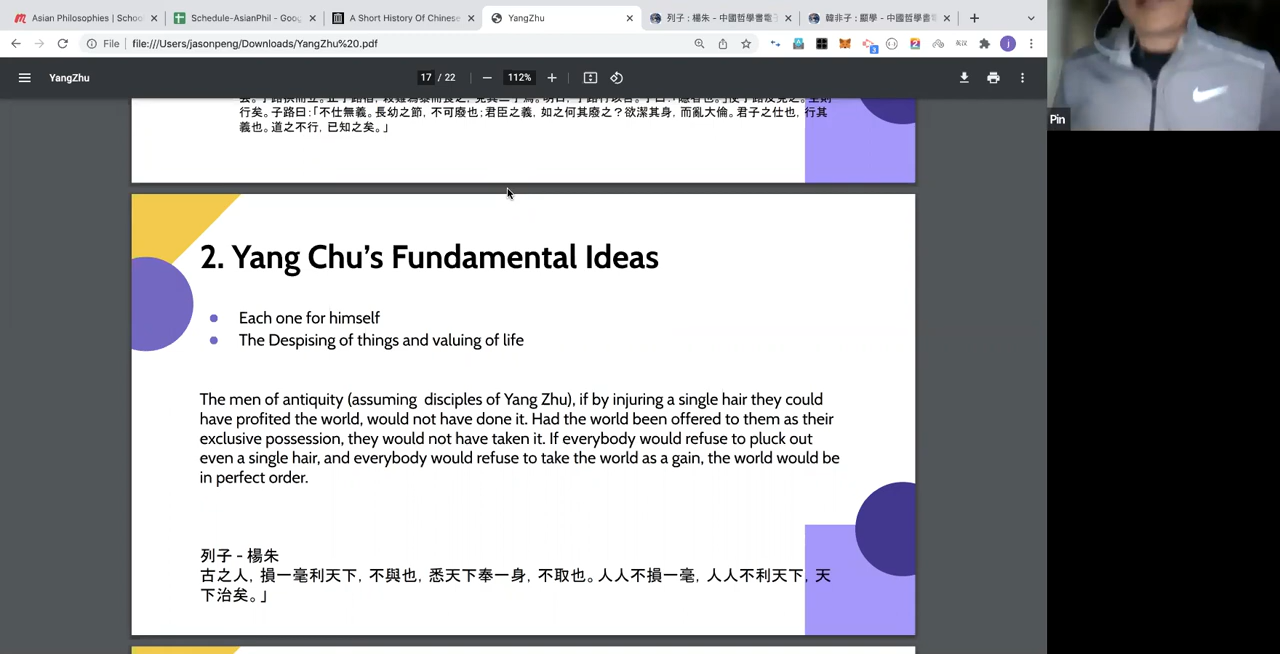 Asian Philosophies | Schoo
Schedule-AsianPhil - Goog
A Short History Of Chinese
YangZhu
列子 : 楊朱 - 中國哲學書電子
韓非子 : 顯學 - 中國哲學書電
File
file:///Users/jasonpeng/Downloads/YangZhu%20.pdf
YangZhu
17 / 22
112%
行矣。子路曰：「不仕無義。長幼之節，不可廢也；君臣之義，如之何其廢之？欲潔其身，而亂大倫。君子之仕也，行其
義也。道之不行，已知之矣。」
2. Yang Chu's Fundamental Ideas
Each one for himself
The Despising of things and valuing of life
The men of antiquity (assuming disciples of Yang Zhu), if by injuring a single hair they could
have profited the world, would not have done it. Had the world been offered to them as their
exclusive possession, they would not have taken it. If everybody would refuse to pluck out
even a single hair, and everybody would refuse to take the world as a gain, the world would be
in perfect order.
列子 - 楊朱
古之人，損一毫利天下，不與也，悉天下奉一身，不取也。人人不損一毫，人人不利天下，天
下治矣。」
Pin